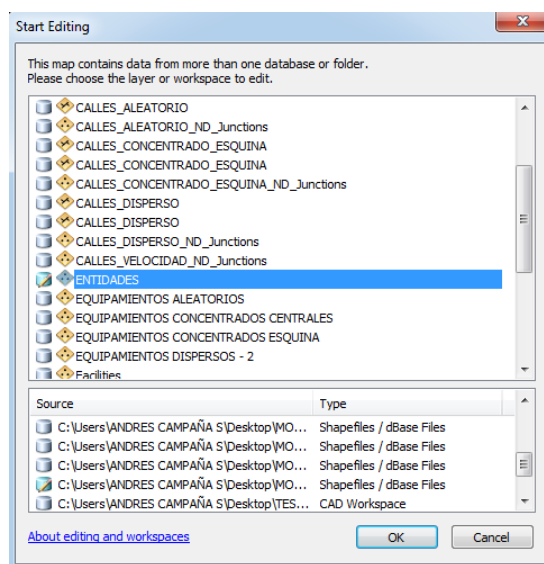 Start Editing
This map contains data from more than one database or folder.
Please choose the layer or workspace to edit.
CALLES_ALEATORIO
CALLES_ALEATORIO_ND_Junctions
CALLES_CONCENTRADO_ESQUINA
CALLES_CONCENTRADO_ESQUINA
CALLES_CONCENTRADO_ESQUINA_ND_Junctions
CALLES_DISPERSO
CALLES_DISPERSO
CALLES_DISPERSO_ND_Junctions
CALLES_VELOCIDAD_ND_Junctions
ENTIDADES
EQUIPAMIENTOS ALEATORIOS
EQUIPAMIENTOS CONCENTRADOS CENTRALES
EQUIPAMIENTOS CONCENTRADOS ESQUINA
EQUIPAMIENTOS DISPERSOS - 2
Facilities
Source Type
C:\Users\ANDRES CAMPAÑA S\Desktop\MO... Shapefiles / dBase Files
C:\Users\ANDRES CAMPAÑA S\Desktop\MO... Shapefiles / dBase Files
C:\Users\ANDRES CAMPAÑA S\Desktop\MO... Shapefiles / dBase Files
C:\Users\ANDRES CAMPAÑA S\Desktop\MO... Shapefiles / dBase Files
C:\Users\ANDRES CAMPAÑA S\Desktop\TES... CAD Workspace
About editing and workspaces OK Cancel